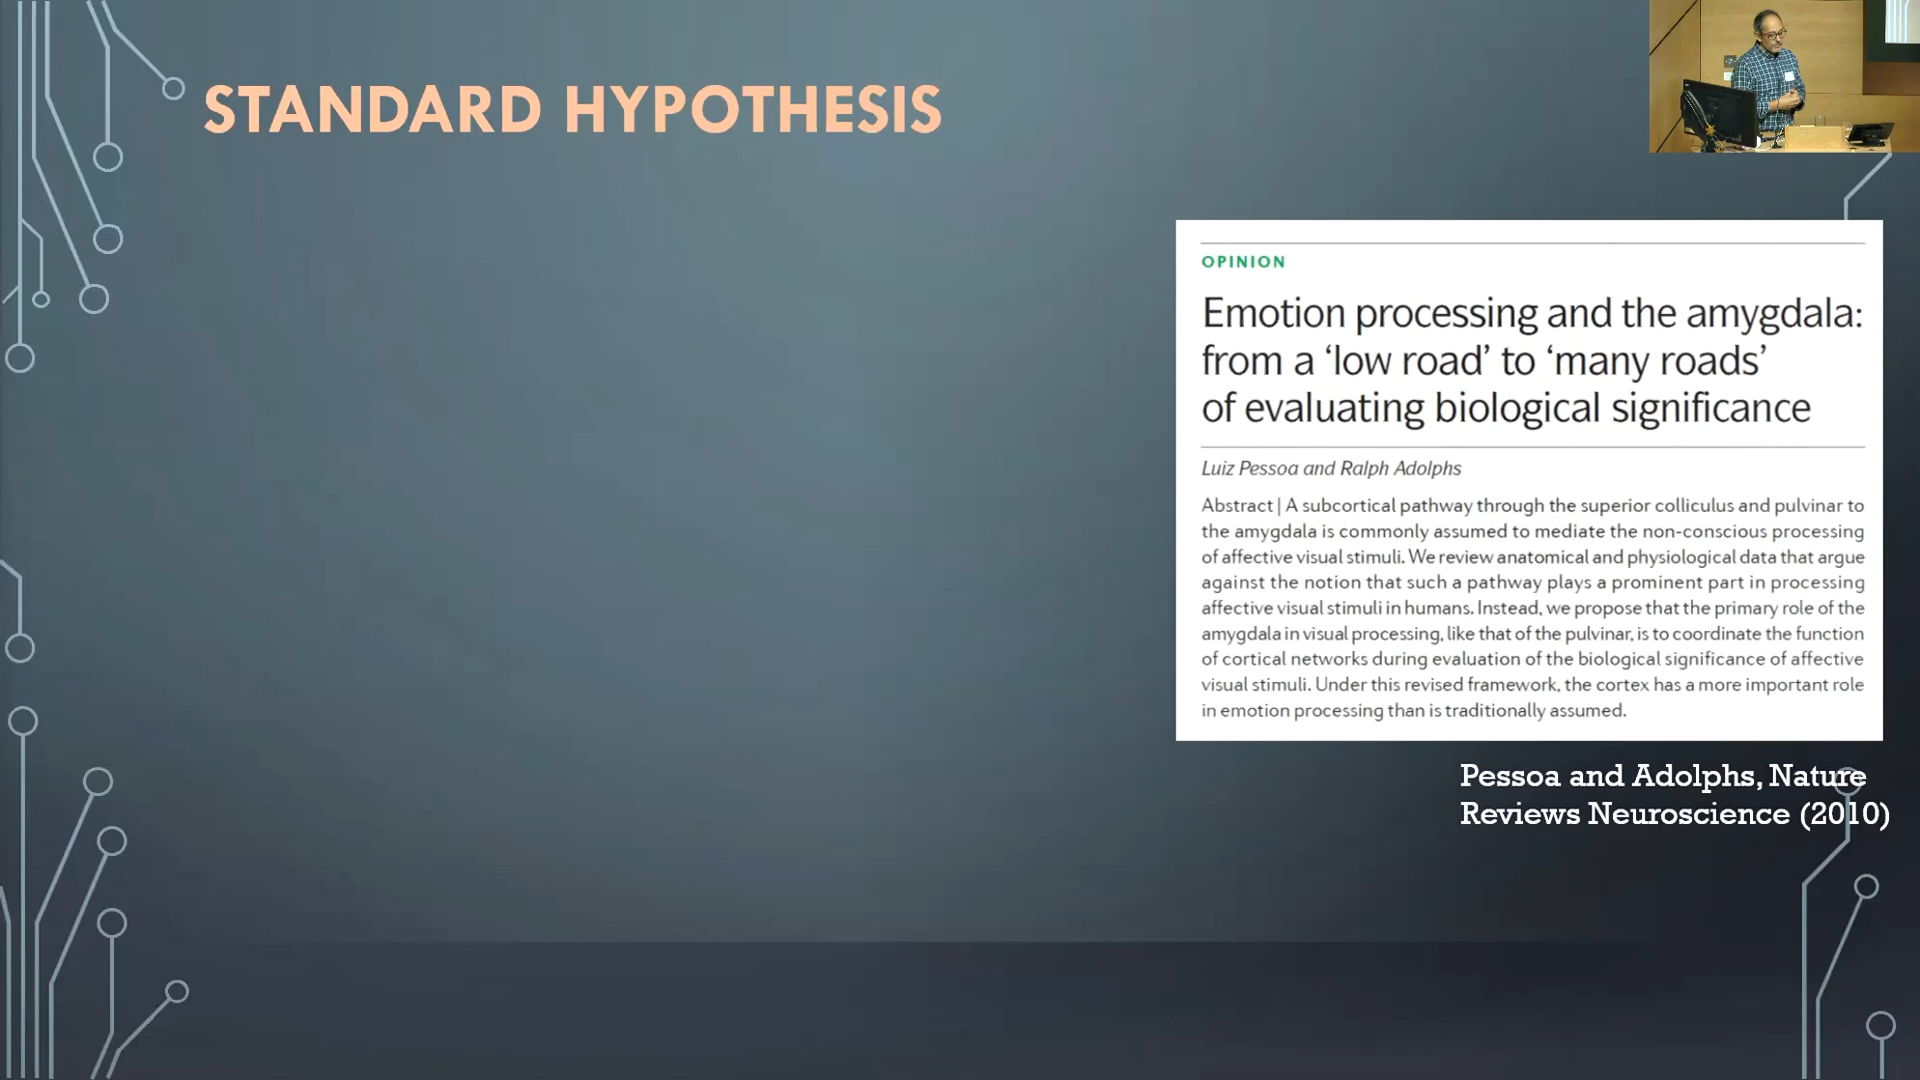 STANDARD HYPOTHESIS
OPINION
Emotion processing and the amygdala:
from a ‘low road’ to ‘many roads’
of evaluating biological significance
Luiz Pessoa and Ralph Adolphs
Abstract | A subcortical pathway through the superior colliculus and pulvinar to
the amygdala is commonly assumed to mediate the non-conscious processing
of affective visual stimuli. We review anatomical and physiological data that argue
against the notion that such a pathway plays a prominent part in processing
affective visual stimuli in humans. Instead, we propose that the primary role of the
amygdala in visual processing, like that of the pulvinar, is to coordinate the function
of cortical networks during evaluation of the biological significance of affective
visual stimuli. Under this revised framework, the cortex has a more important role
in emotion processing than is traditionally assumed.
Pessoa and Adolphs, Nature
Reviews Neuroscience (2010)